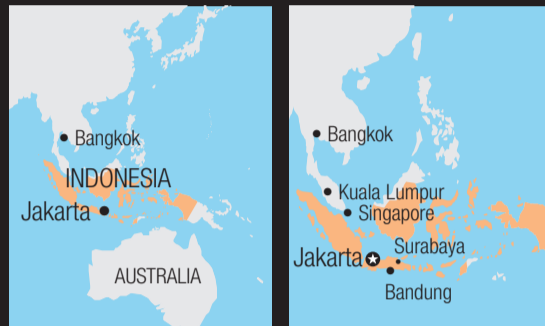 Bangkok
INDONESIA
Jakarta
AUSTRALIA
Bangkok
Kuala Lumpur
Singapore
Surabaya
Jakarta
Bandung